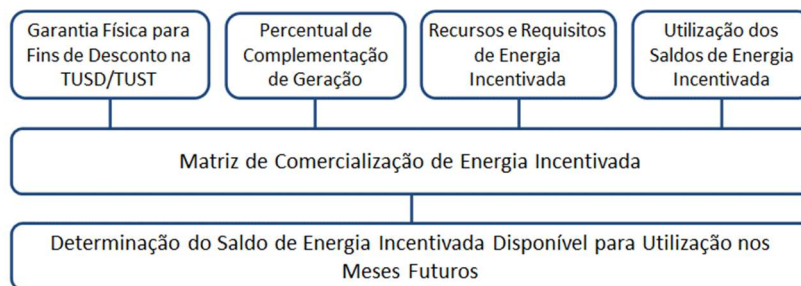 Garantia Física para
Fins de Desconto na
TUSD/TUST
Percentual de
Complementação
de Geração
Recursos e Requisitos
de Energia
Incentivada
Utilização dos
Saldos de Energia
Incentivada
Matriz de Comercialização de Energia Incentivada
Determinação do Saldo de Energia Incentivada Disponível para Utilização nos
Meses Futuros